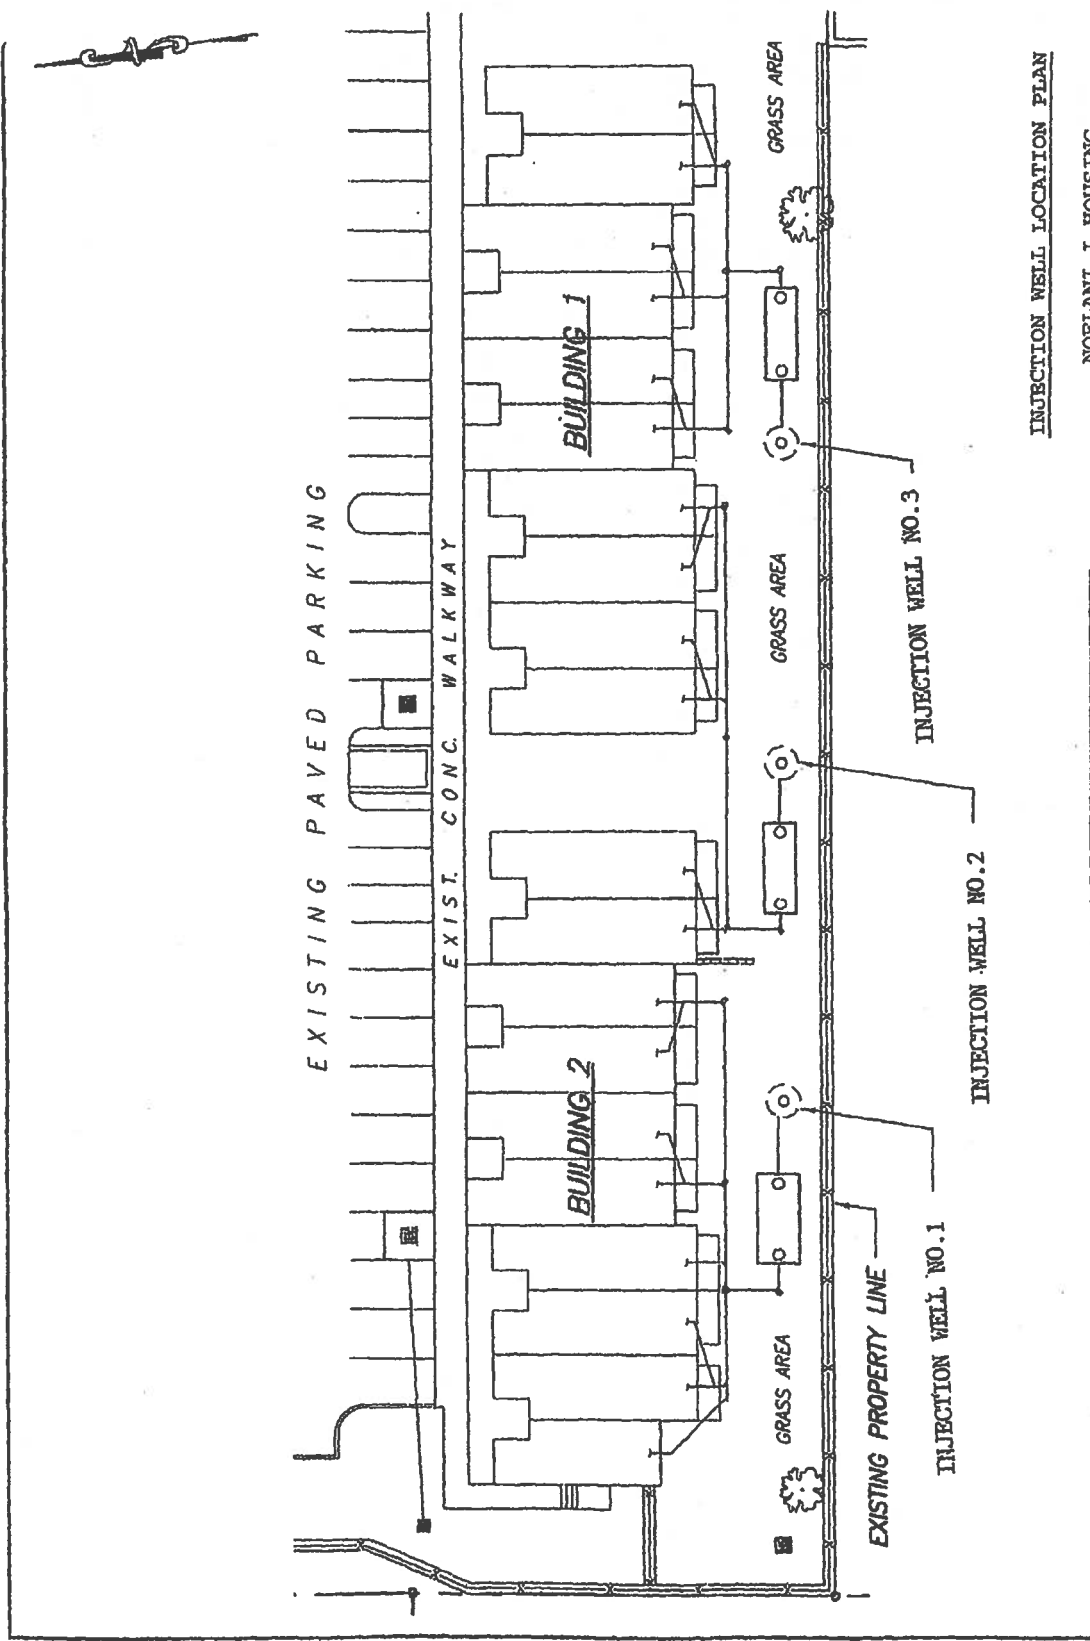 EXISTING PAVED PARKING
EXIST. CONC. WALKWAY
BUILDING 2
BUILDING 1
GRASS AREA
GRASS AREA
GRASS AREA
EXISTING PROPERTY LINE
INJECTION WELL NO.1
INJECTION WELL NO.2
INJECTION WELL NO.3
INJECTION WELL LOCATION PLAN